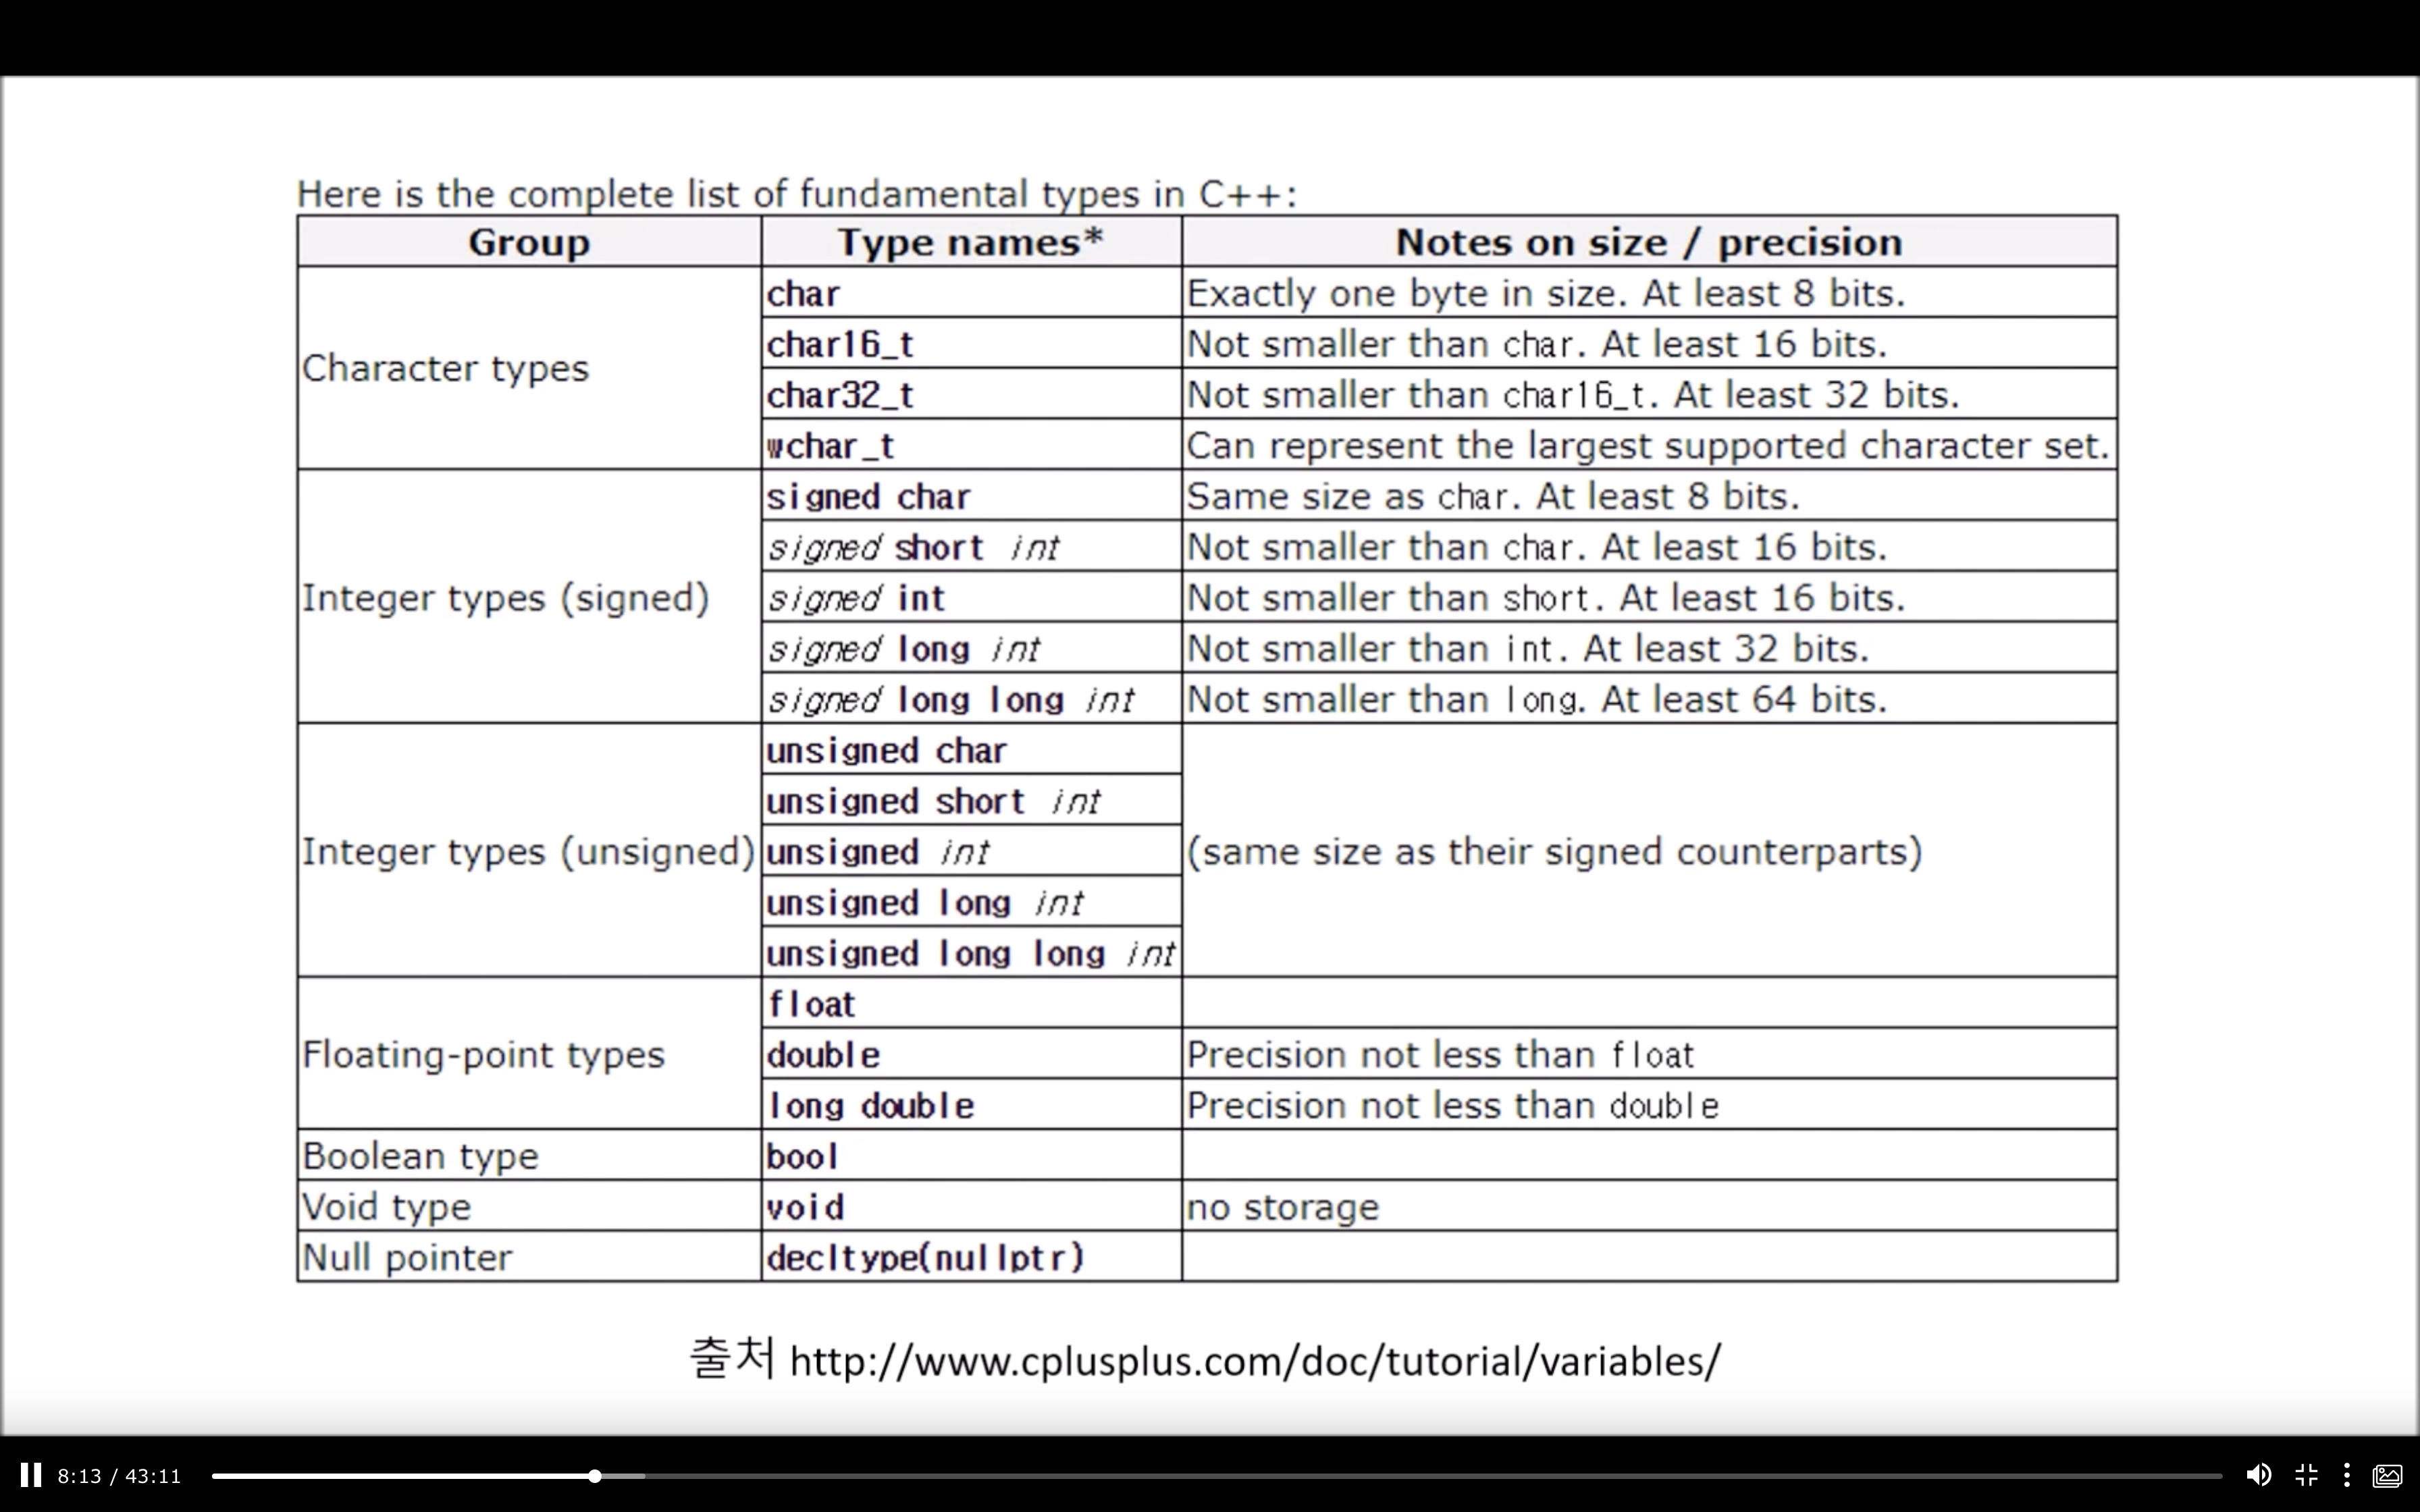 Here is the complete list of fundamental types in C++:
Group Type names* Notes on size / precision
Character types
char Exactly one byte in size. At least 8 bits.
char16_t Not smaller than char. At least 16 bits.
char32_t Not smaller than char16_t. At least 32 bits.
wchar_t Can represent the largest supported character set.
Integer types (signed)
signed char Same size as char. At least 8 bits.
signed short int Not smaller than char. At least 16 bits.
signed int Not smaller than short. At least 16 bits.
signed long int Not smaller than int. At least 32 bits.
signed long long int Not smaller than long. At least 64 bits.
Integer types (unsigned)
unsigned char
unsigned short int
unsigned int
unsigned long int
unsigned long long int
(same size as their signed counterparts)
Floating-point types
float
double Precision not less than float
long double Precision not less than double
Boolean type bool
Void type void no storage
Null pointer decltype(nullptr)
출처 http://www.cplusplus.com/doc/tutorial/variables/
8:13 / 43:11